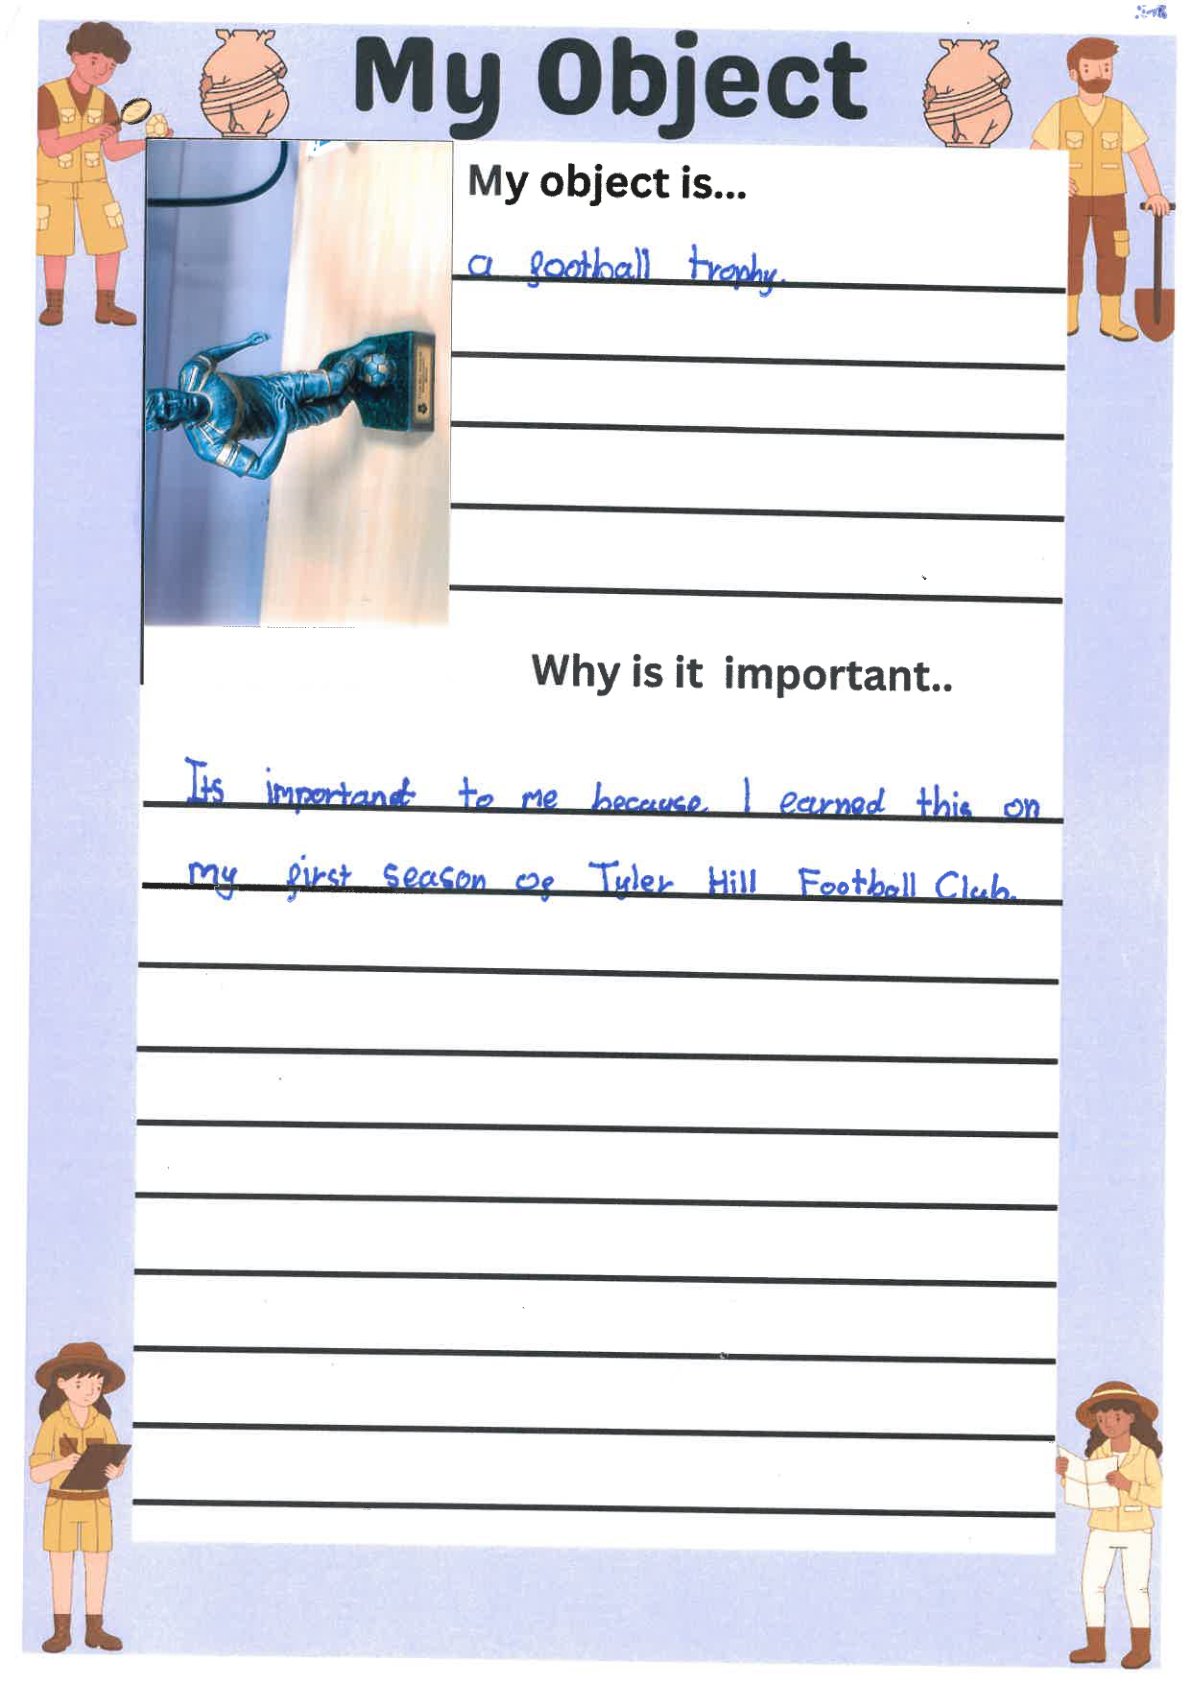 My Object
My object is...
a football trophy.
Why is it important..
Its important to me because I earned this on
my first season of Tyler Hill Football Club.